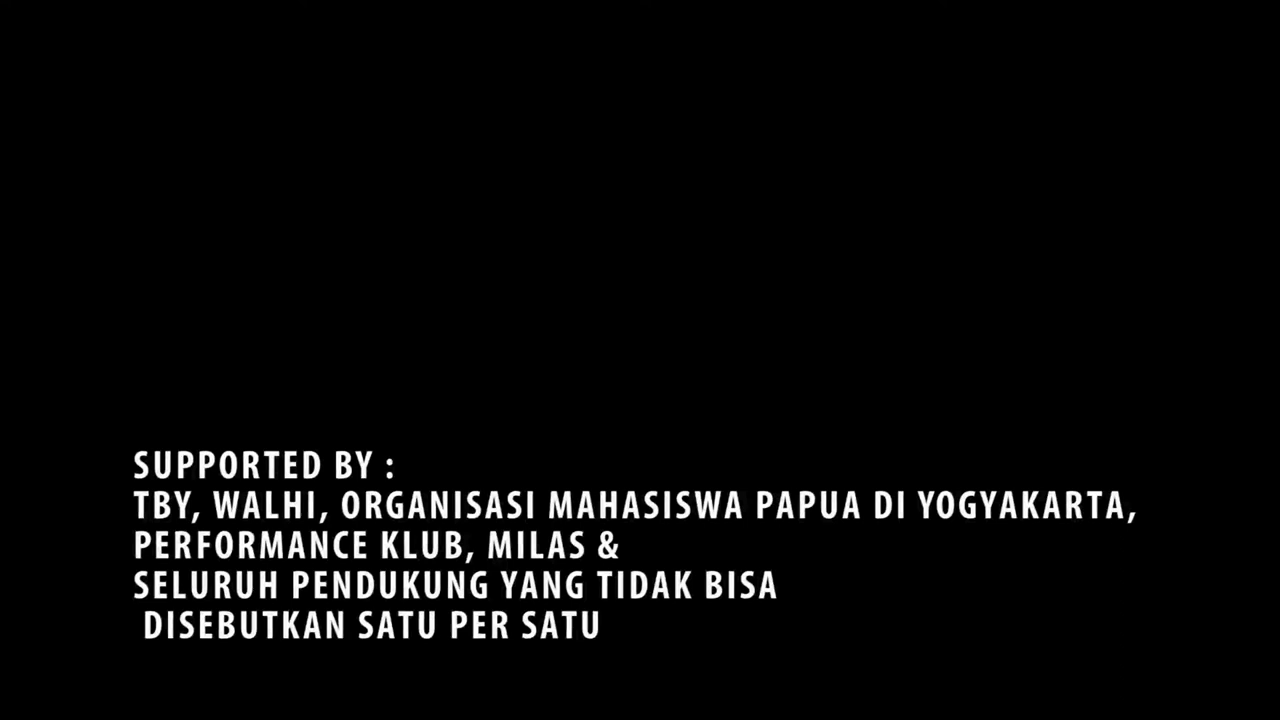 SUPPORTED BY :
TBY, WALHI, ORGANISASI MAHASISWA PAPUA DI YOGYAKARTA,
PERFORMANCE KLUB, MILAS &
SELURUH PENDUKUNG YANG TIDAK BISA
DISEBUTKAN SATU PER SATU